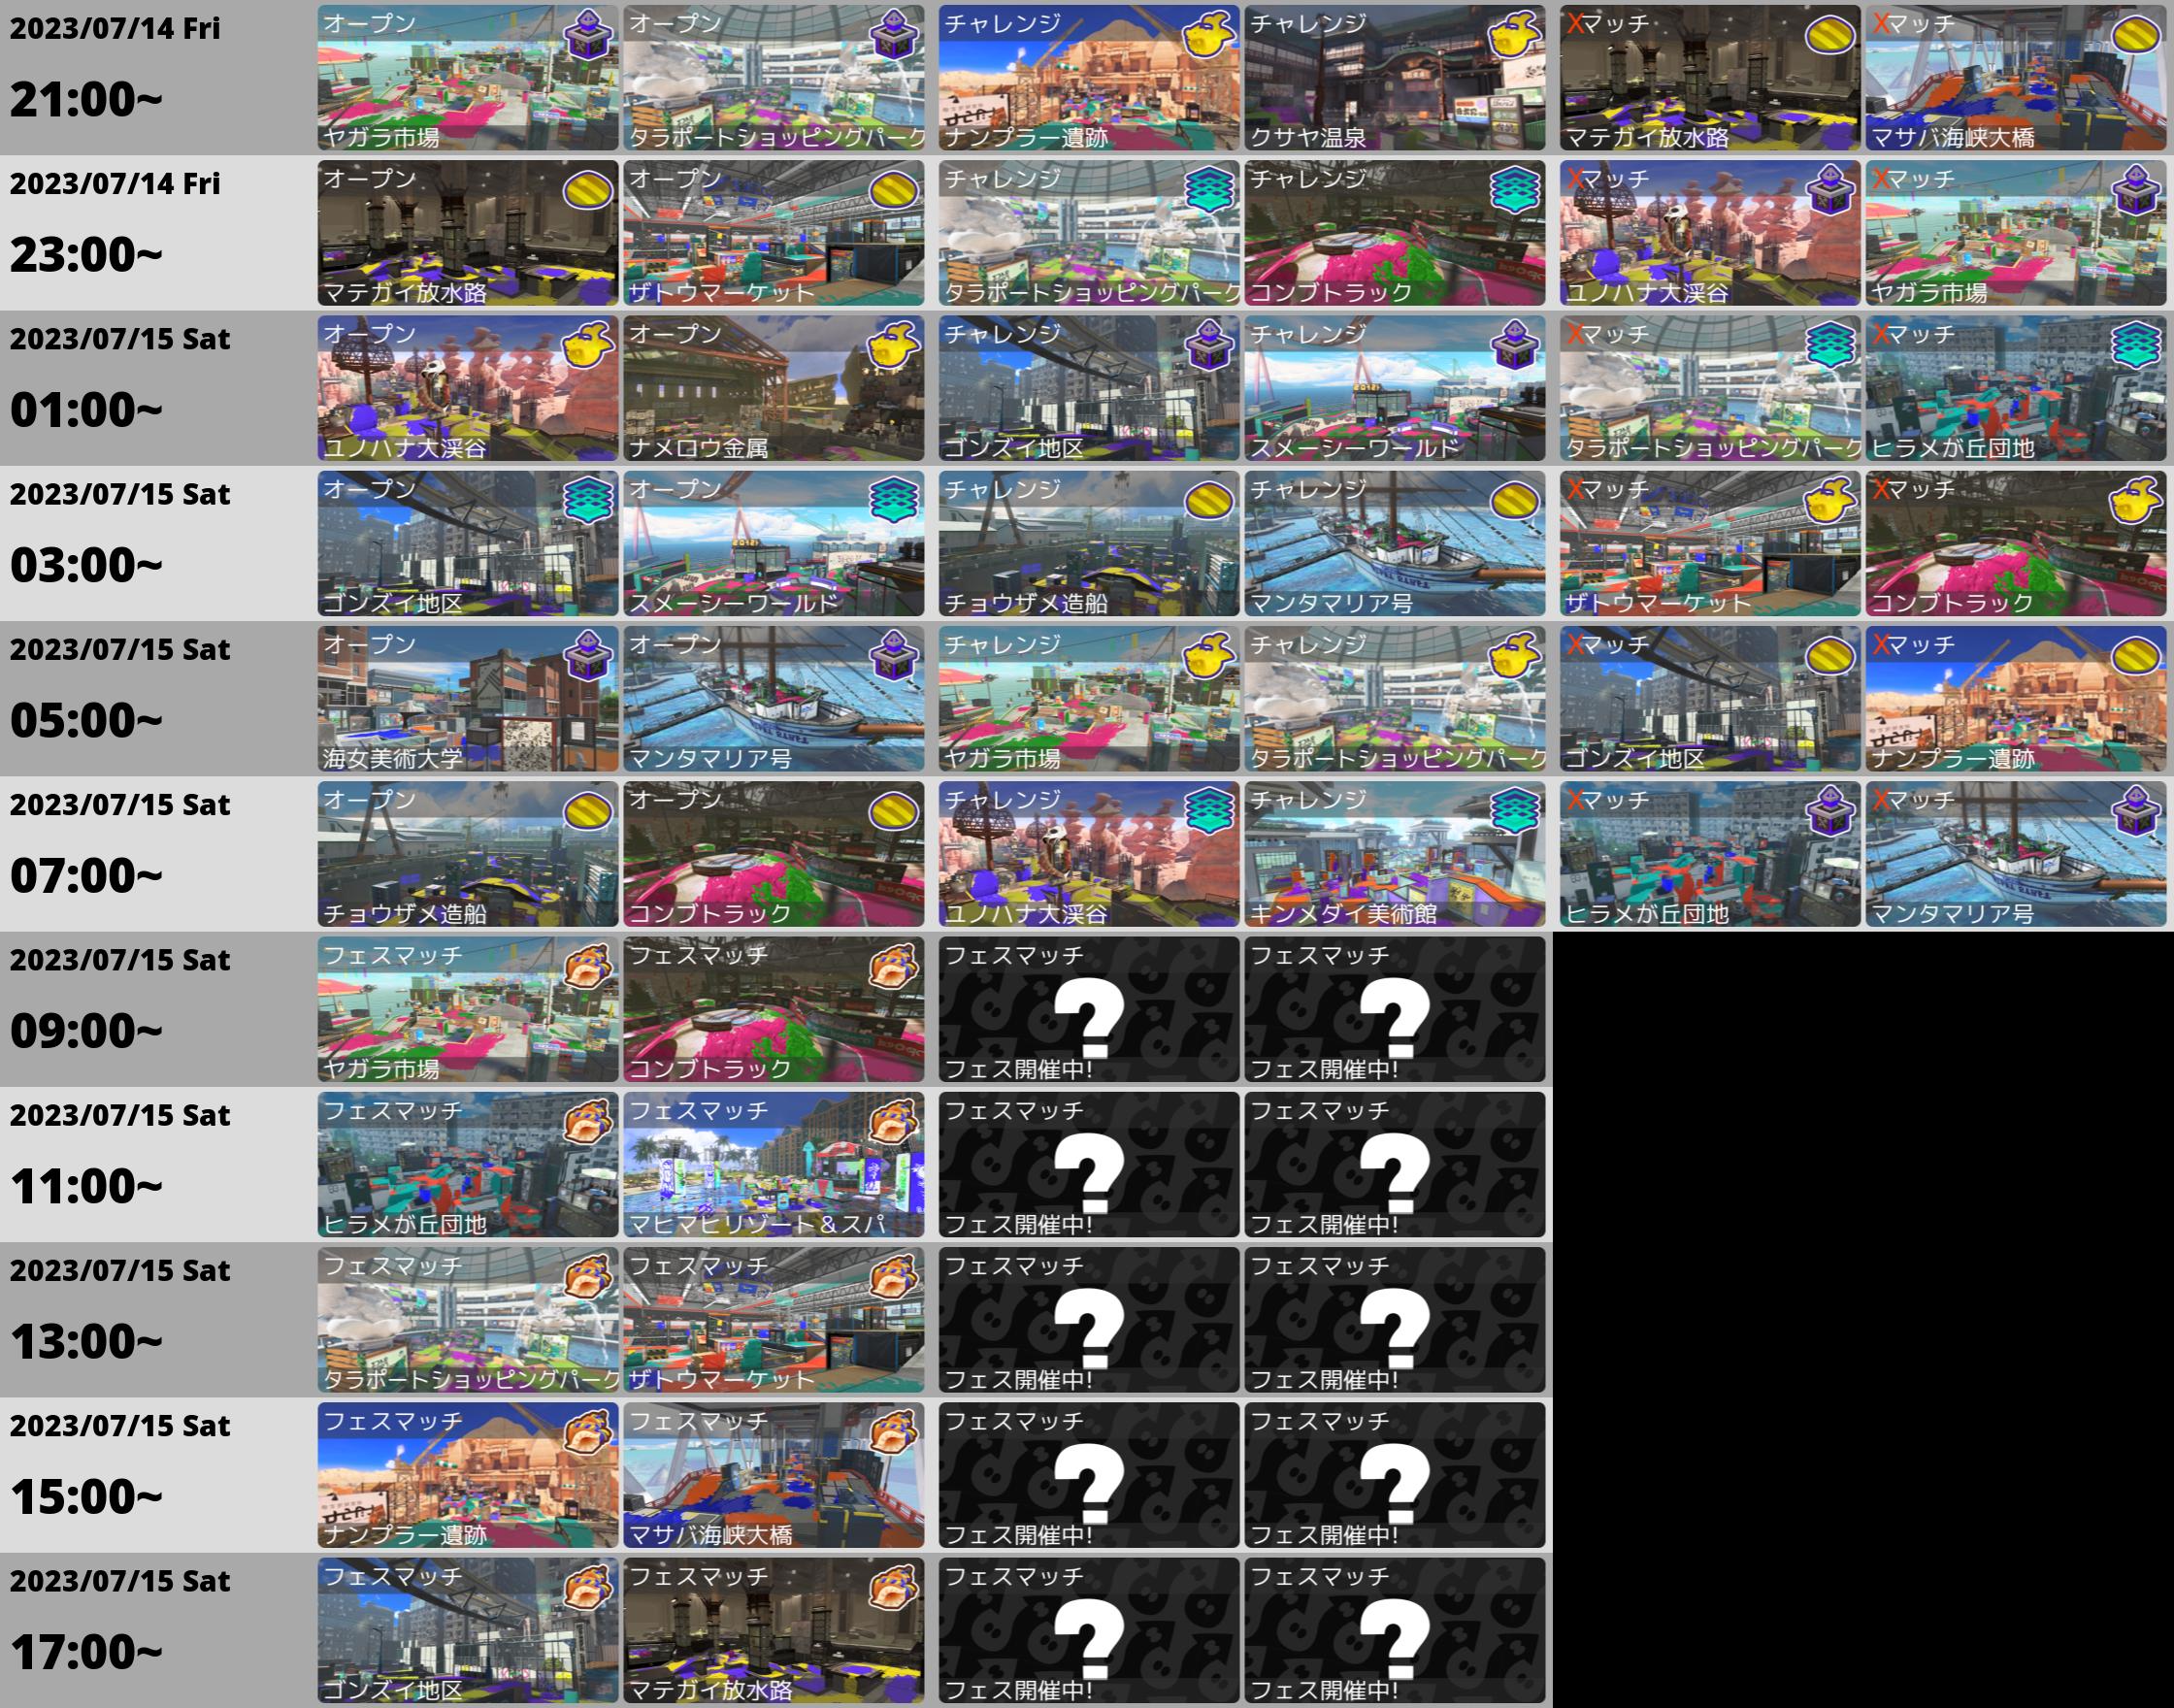 2023/07/14 Fri
21:00~
オープン
ヤガラ市場
オープン
タラポートショッピングパーク
チャレンジ
ナンプラー遺跡
チャレンジ
クサヤ温泉
Xマッチ
マテガイ放水路
Xマッチ
マサバ海峡大橋
2023/07/14 Fri
23:00~
オープン
マテガイ放水路
オープン
ザトウマーケット
チャレンジ
タラポートショッピングパーク
チャレンジ
コンブトラック
Xマッチ
ユノハナ大渓谷
Xマッチ
ヤガラ市場
2023/07/15 Sat
01:00~
オープン
ユノハナ大渓谷
オープン
ナメロウ金属
チャレンジ
ゴンズイ地区
チャレンジ
スメーシーワールド
Xマッチ
タラポートショッピングパーク
Xマッチ
ヒラメが丘団地
2023/07/15 Sat
03:00~
オープン
ゴンズイ地区
オープン
スメーシーワールド
チャレンジ
チョウザメ造船
チャレンジ
マンタマリア号
Xマッチ
ザトウマーケット
Xマッチ
コンブトラック
2023/07/15 Sat
05:00~
オープン
海女美術大学
オープン
マンタマリア号
チャレンジ
ヤガラ市場
チャレンジ
タラポートショッピングパーク
Xマッチ
ゴンズイ地区
Xマッチ
ナンプラー遺跡
2023/07/15 Sat
07:00~
オープン
チョウザメ造船
オープン
コンブトラック
チャレンジ
ユノハナ大渓谷
チャレンジ
キンメダイ美術館
Xマッチ
ヒラメが丘団地
Xマッチ
マンタマリア号
2023/07/15 Sat
09:00~
フェスマッチ
ヤガラ市場
フェスマッチ
コンブトラック
フェスマッチ
?
フェス開催中!
フェスマッチ
?
フェス開催中!
2023/07/15 Sat
11:00~
フェスマッチ
ヒラメが丘団地
フェスマッチ
マヒマヒリゾート＆スパ
フェスマッチ
?
フェス開催中!
フェスマッチ
?
フェス開催中!
2023/07/15 Sat
13:00~
フェスマッチ
タラポートショッピングパーク
フェスマッチ
ザトウマーケット
フェスマッチ
?
フェス開催中!
フェスマッチ
?
フェス開催中!
2023/07/15 Sat
15:00~
フェスマッチ
ナンプラー遺跡
フェスマッチ
マサバ海峡大橋
フェスマッチ
?
フェス開催中!
フェスマッチ
?
フェス開催中!
2023/07/15 Sat
17:00~
フェスマッチ
ゴンズイ地区
フェスマッチ
マテガイ放水路
フェスマッチ
?
フェス開催中!
フェスマッチ
?
フェス開催中!